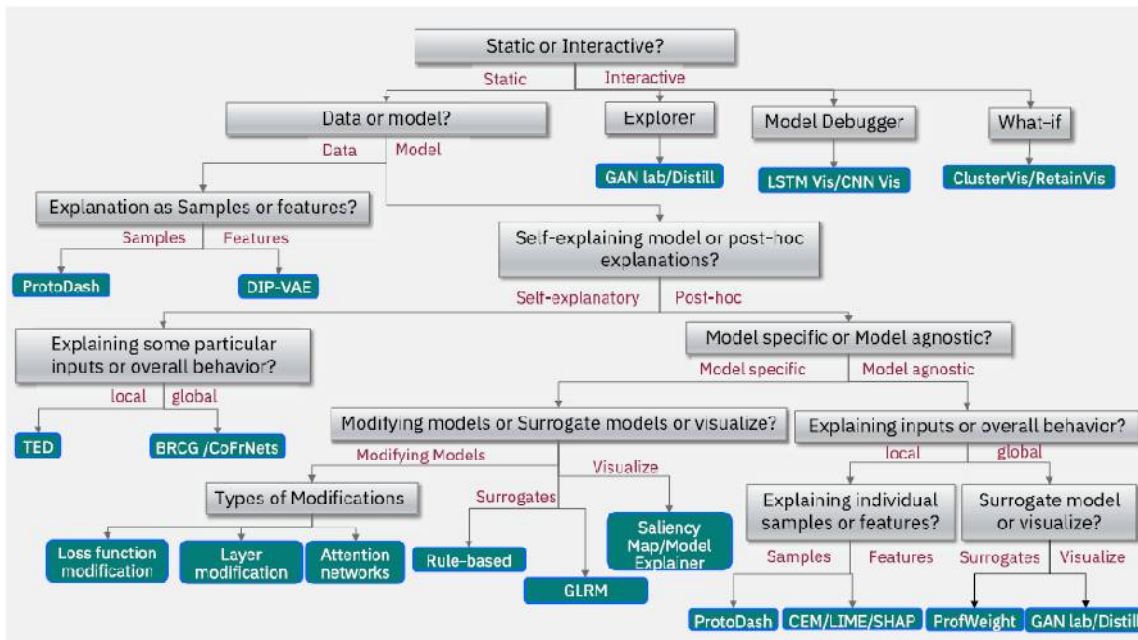 Static or Interactive?
Static
Interactive
Data or model?
Explorer
Model Debugger
What-if
Data
Model
GAN lab/Distill
LSTM Vis/CNN Vis
ClusterVis/RetainVis
Explanation as Samples or features?
Samples
Features
Self-explaining model or post-hoc
explanations?
ProtoDash
DIP-VAE
Self-explanatory
Post-hoc
Explaining some particular
inputs or overall behavior?
Model specific or Model agnostic?
Model specific
Model agnostic
local
global
Modifying models or Surrogate models or visualize?
Explaining inputs or overall behavior?
TED
BRCG /CoFrNets
Modifying Models
Visualize
local
global
Types of Modifications
Surrogates
Explaining individual
samples or features?
Surrogate model
or visualize?
Loss function
modification
Layer
modification
Attention
networks
Rule-based
Saliency
Map/Model
Explainer
Samples
Features
Surrogates
Visualize
GLRM
ProtoDash
CEM/LIME/SHAP
ProfWeight
GAN lab/Distill